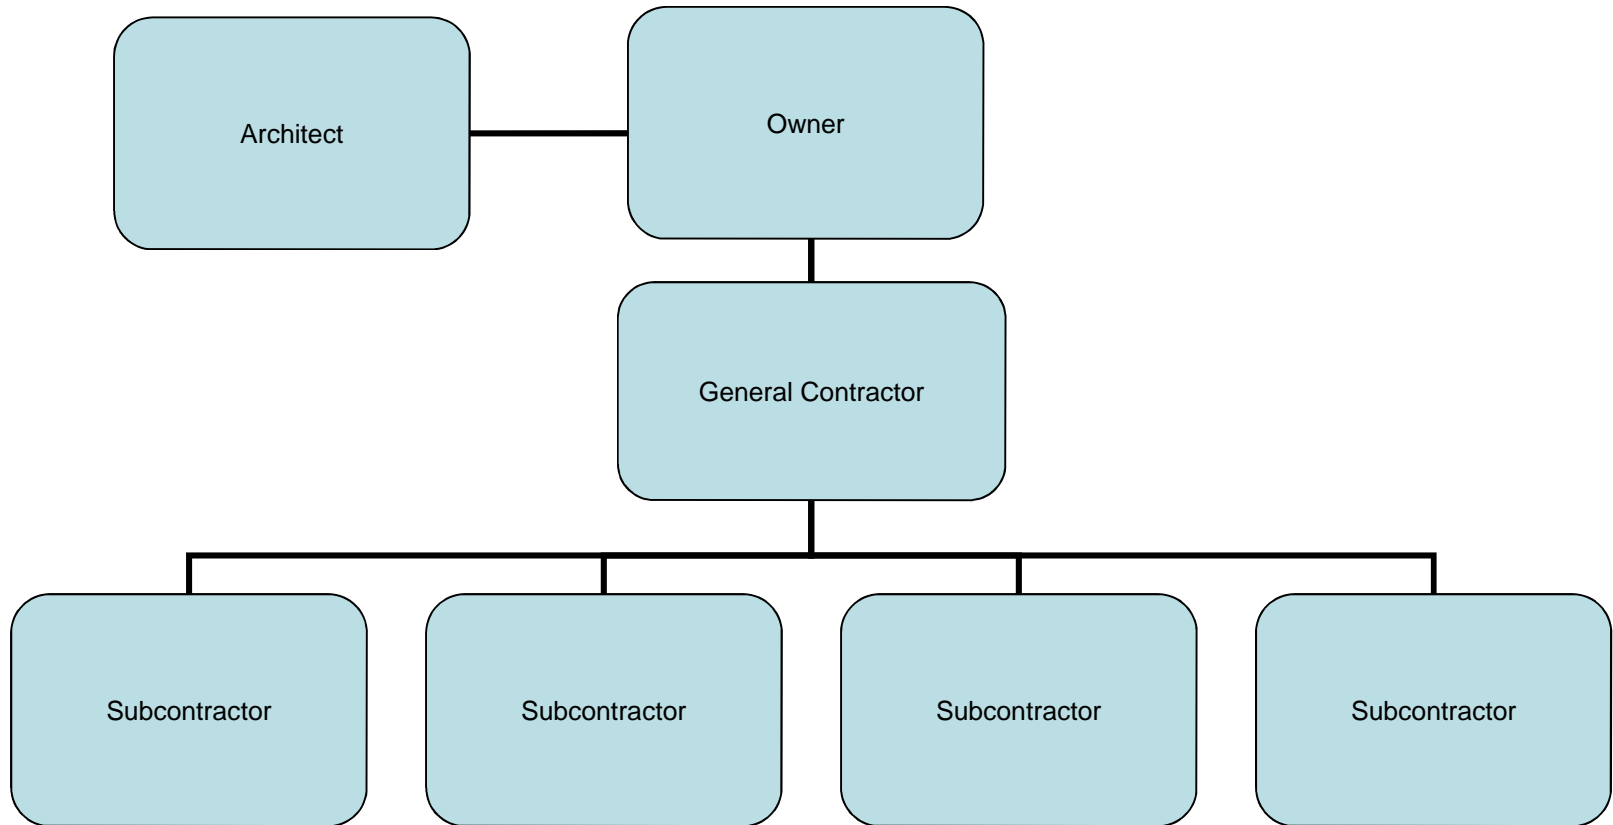 Architect
Owner
General Contractor
Subcontractor
Subcontractor
Subcontractor
Subcontractor